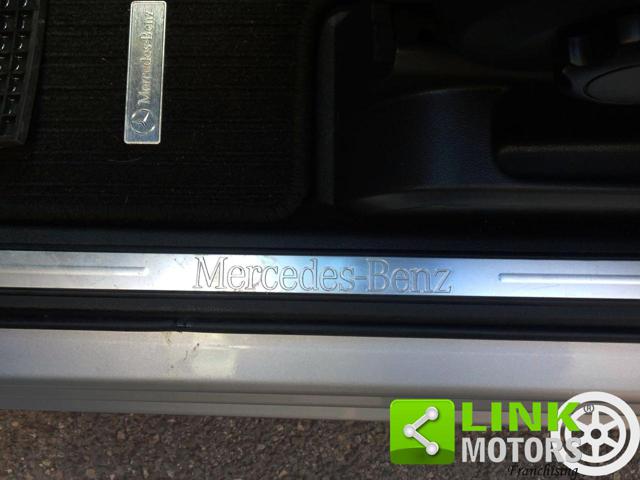 Mercedes-Benz
Mercedes-Benz
LINK
MOTORS
Franchising
®